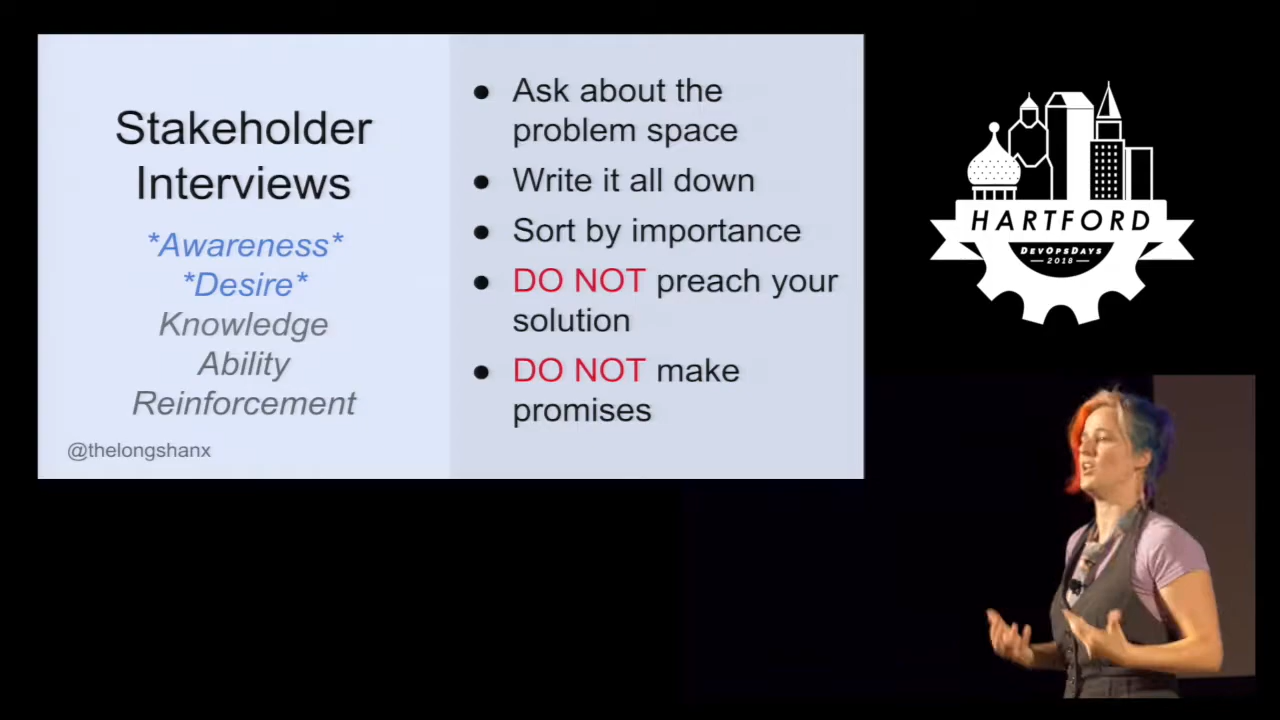 Stakeholder
Interviews
*Awareness*
*Desire*
Knowledge
Ability
Reinforcement
@thelongshanx
● Ask about the
problem space
● Write it all down
● Sort by importance
● DO NOT preach your
solution
● DO NOT make
promises
HARTFORD
DevOpsDays
2018